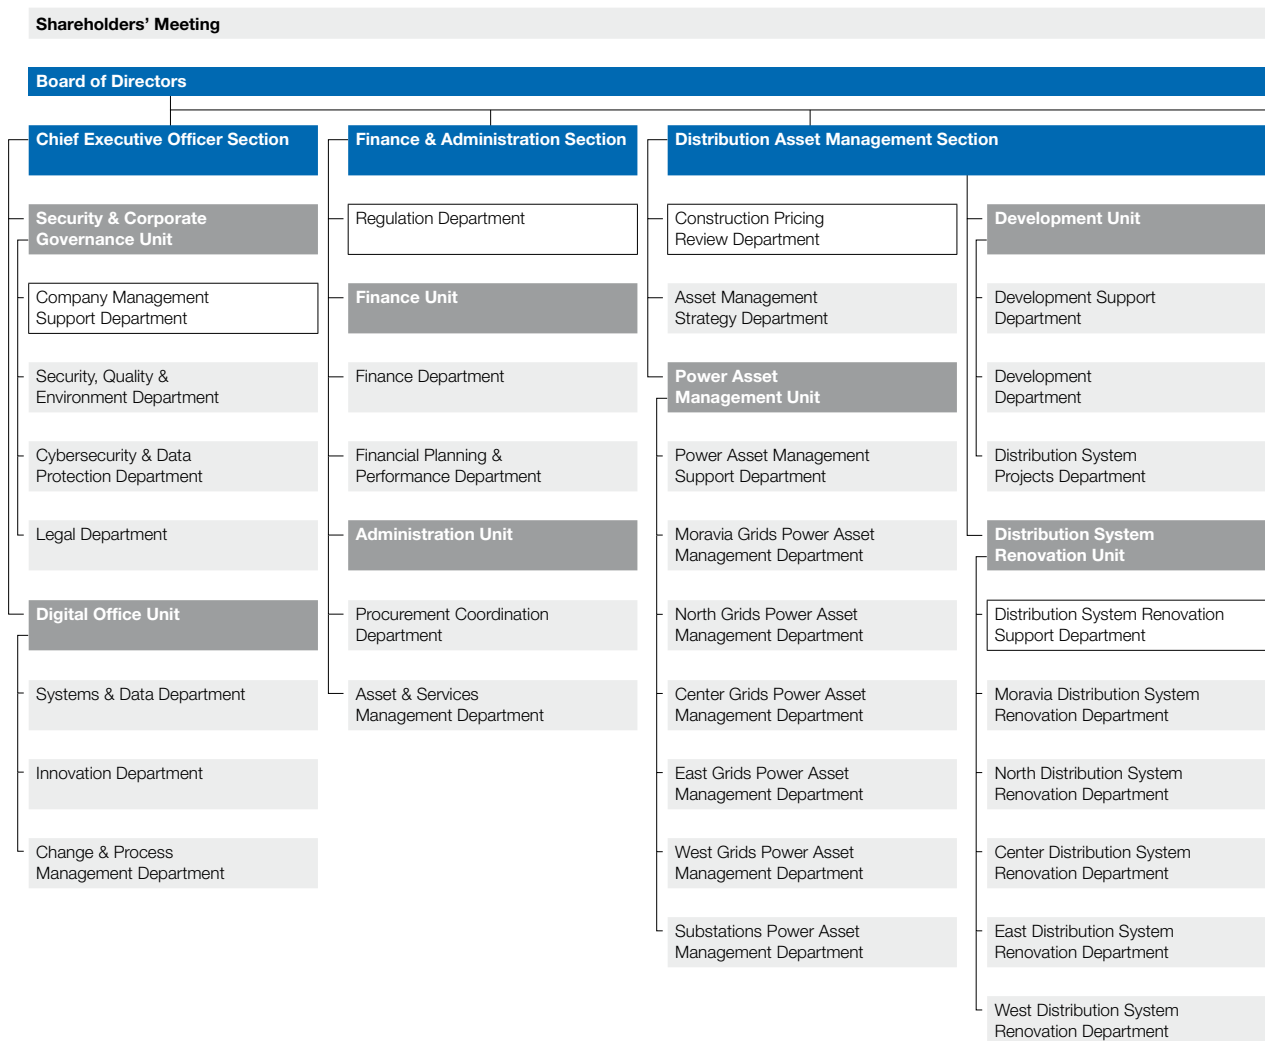 Shareholders’ Meeting
Board of Directors
Chief Executive Officer Section
Security & Corporate
Governance Unit
Company Management
Support Department
Security, Quality &
Environment Department
Cybersecurity & Data
Protection Department
Legal Department
Digital Office Unit
Systems & Data Department
Innovation Department
Change & Process
Management Department
Finance & Administration Section
Regulation Department
Finance Unit
Finance Department
Financial Planning &
Performance Department
Administration Unit
Procurement Coordination
Department
Asset & Services
Management Department
Distribution Asset Management Section
Construction Pricing
Review Department
Asset Management
Strategy Department
Power Asset
Management Unit
Power Asset Management
Support Department
Moravia Grids Power Asset
Management Department
North Grids Power Asset
Management Department
Center Grids Power Asset
Management Department
East Grids Power Asset
Management Department
West Grids Power Asset
Management Department
Substations Power Asset
Management Department
Development Unit
Development Support
Department
Development
Department
Distribution System
Projects Department
Distribution System
Renovation Unit
Distribution System Renovation
Support Department
Moravia Distribution System
Renovation Department
North Distribution System
Renovation Department
Center Distribution System
Renovation Department
East Distribution System
Renovation Department
West Distribution System
Renovation Department